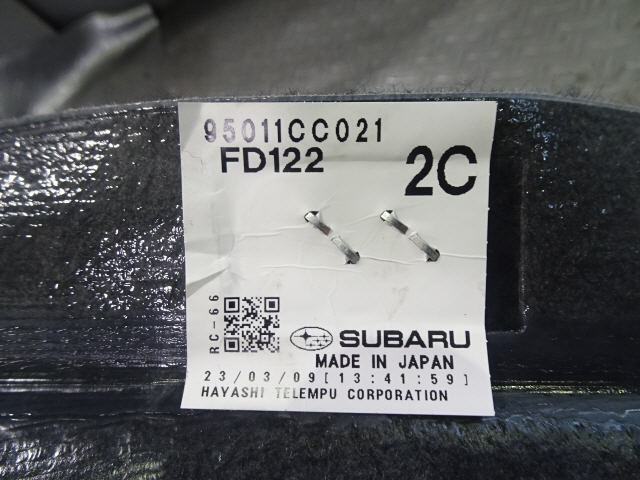 95011CC021
FD122
2C
RC-66
SUBARU
MADE IN JAPAN
23/03/09[13:41:59]
HAYASHI TELEMPU CORPORATION